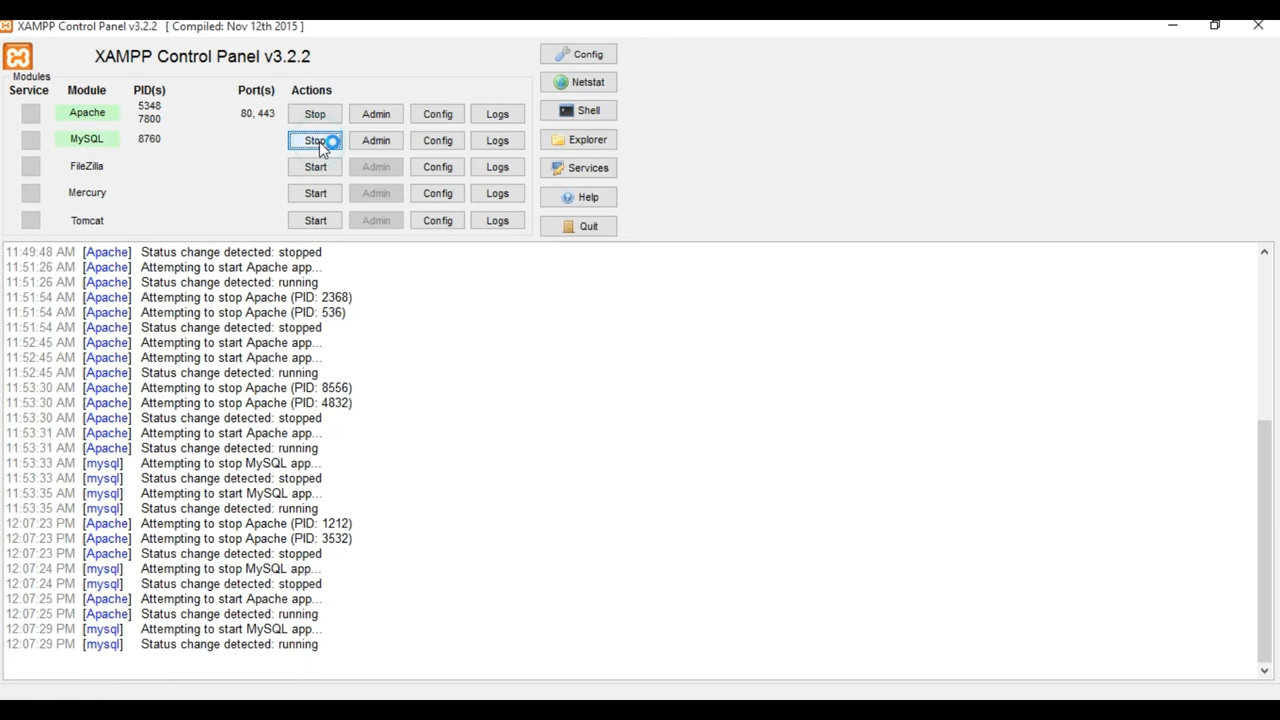 XAMPP Control Panel v3.2.2 [ Compiled: Nov 12th 2015 ]
XAMPP Control Panel v3.2.2
Modules
Service Module PID(s) Port(s) Actions
Apache 5348 7800 80, 443 Stop Admin Config Logs
MySQL 8760 Stop Admin Config Logs
FileZilla Start Admin Config Logs
Mercury Start Admin Config Logs
Tomcat Start Admin Config Logs
Config
Netstat
Shell
Explorer
Services
Help
Quit
11:49:48 AM [Apache] Status change detected: stopped
11:51:26 AM [Apache] Attempting to start Apache app...
11:51:26 AM [Apache] Status change detected: running
11:51:54 AM [Apache] Attempting to stop Apache (PID: 2368)
11:51:54 AM [Apache] Attempting to stop Apache (PID: 536)
11:51:54 AM [Apache] Status change detected: stopped
11:52:45 AM [Apache] Attempting to start Apache app...
11:52:45 AM [Apache] Attempting to start Apache app...
11:52:45 AM [Apache] Status change detected: running
11:53:30 AM [Apache] Attempting to stop Apache (PID: 8556)
11:53:30 AM [Apache] Attempting to stop Apache (PID: 4832)
11:53:30 AM [Apache] Status change detected: stopped
11:53:31 AM [Apache] Attempting to start Apache app...
11:53:31 AM [Apache] Status change detected: running
11:53:33 AM [mysql] Attempting to stop MySQL app...
11:53:33 AM [mysql] Status change detected: stopped
11:53:35 AM [mysql] Attempting to start MySQL app...
11:53:35 AM [mysql] Status change detected: running
12:07:23 PM [Apache] Attempting to stop Apache (PID: 1212)
12:07:23 PM [Apache] Attempting to stop Apache (PID: 3532)
12:07:23 PM [Apache] Status change detected: stopped
12:07:24 PM [mysql] Attempting to stop MySQL app...
12:07:24 PM [mysql] Status change detected: stopped
12:07:25 PM [Apache] Attempting to start Apache app...
12:07:25 PM [Apache] Status change detected: running
12:07:29 PM [mysql] Attempting to start MySQL app...
12:07:29 PM [mysql] Status change detected: running